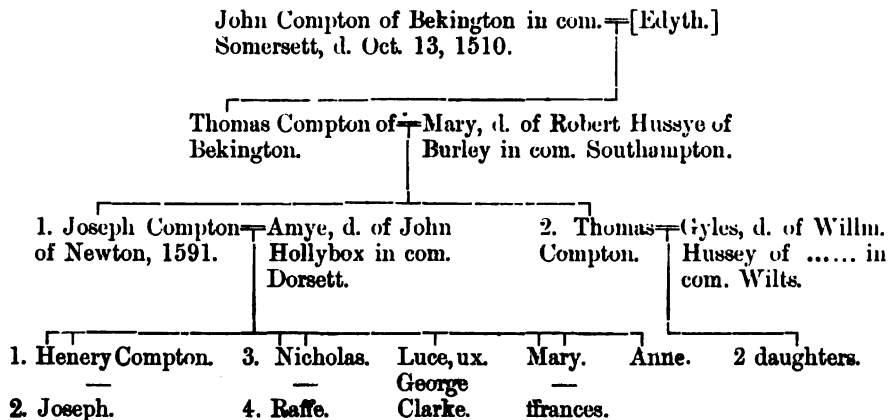 John Compton of Bekington in com. [Edyth.]
Somersett, d. Oct. 13, 1510.
Thomas Compton of Mary, d. of Robert Hussye of
Bekington. Burley in com. Southampton.
1. Joseph Compton Amye, d. of John 2. Thomas Gyles, d. of Willm.
of Newton, 1591. Hollybox in com. Compton. Hussey of ...... in
Dorsett. com. Wilts.
1. Henery Compton. 3. Nicholas. Luce, ux. Mary. Anne. 2 daughters.
George
2. Joseph. 4. Raffe. Clarke. ffrances.